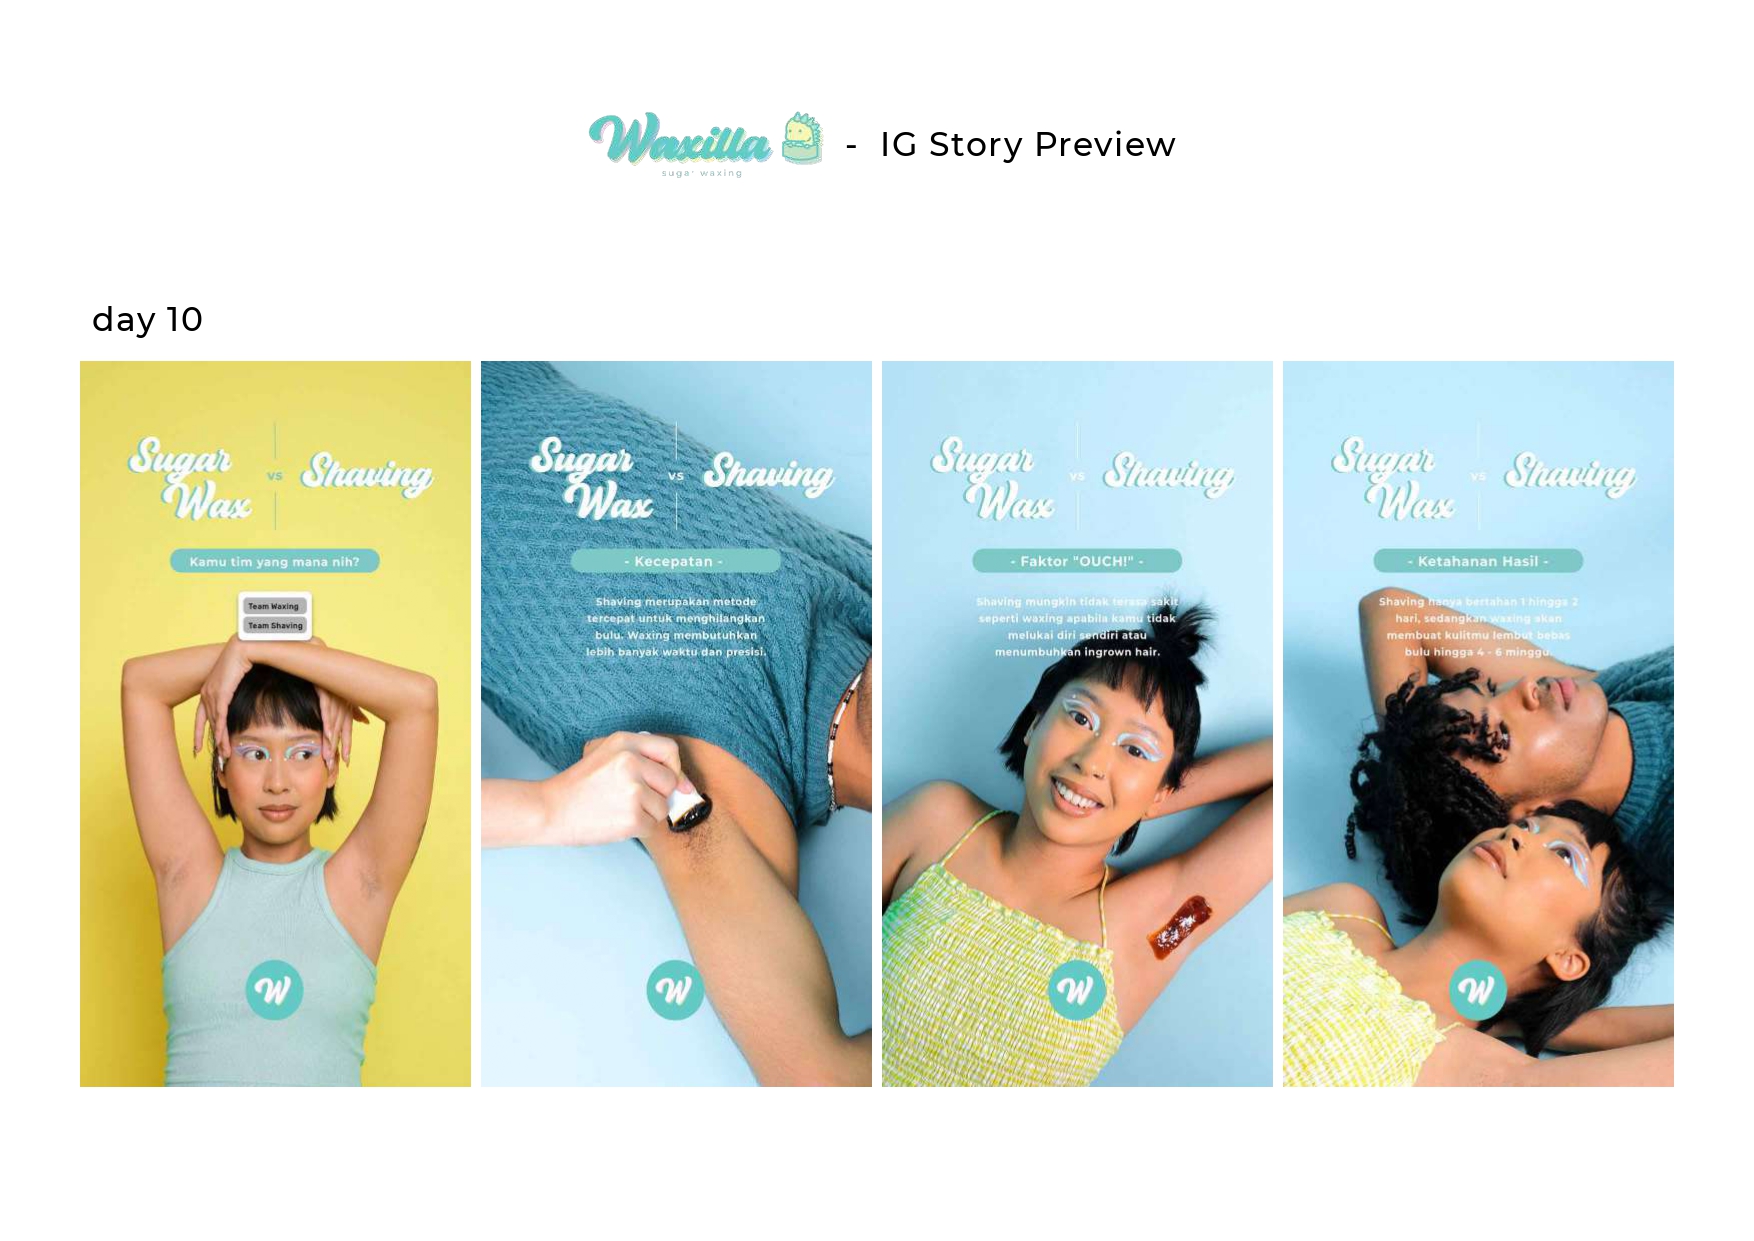 Waxilla
sugar waxing
- IG Story Preview
day 10
Sugar
Wax
vs
Shaving
Kamu tim yang mana nih?
Team Waxing
Team Shaving
W
Sugar
Wax
vs
Shaving
- Kecepatan -
Shaving merupakan metode
tercepat untuk menghilangkan
bulu. Waxing membutuhkan
lebih banyak waktu dan presisi.
W
Sugar
Wax
vs
Shaving
- Faktor "OUCH!" -
Shaving mungkin tidak terasa sakit
seperti waxing apabila kamu tidak
melukai diri sendiri atau
menumbuhkan ingrown hair.
W
Sugar
Wax
vs
Shaving
- Ketahanan Hasil -
Shaving hanya bertahan 1 hingga 2
hari, sedangkan waxing akan
membuat kulitmu lembut bebas
bulu hingga 4 - 6 minggu.
W